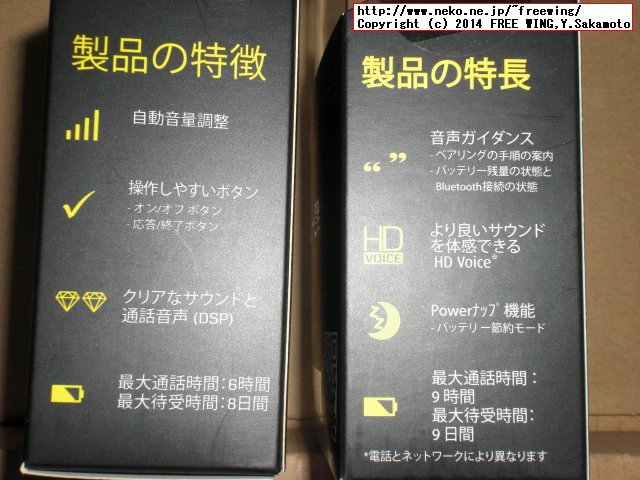 http://www.neko.ne.jp/~freewing/
Copyright (c) 2014 FREE WING,Y.Sakamoto
製品の特徴
自動音量調整
操作しやすいボタン
- オン/オフ ボタン
- 応答/終了ボタン
クリアなサウンドと
通話音声 (DSP)
最大通話時間：6時間
最大待受時間：8日間
製品の特長
音声ガイダンス
- ペアリングの手順の案内
- バッテリー残量の状態と
Bluetooth接続の状態
HD
VOICE
より良いサウンド
を体感できる
HD Voice*
Powerナップ 機能
- バッテリー節約モード
最大通話時間：
9時間
最大待受時間：
9日間
*電話とネットワークにより異なります